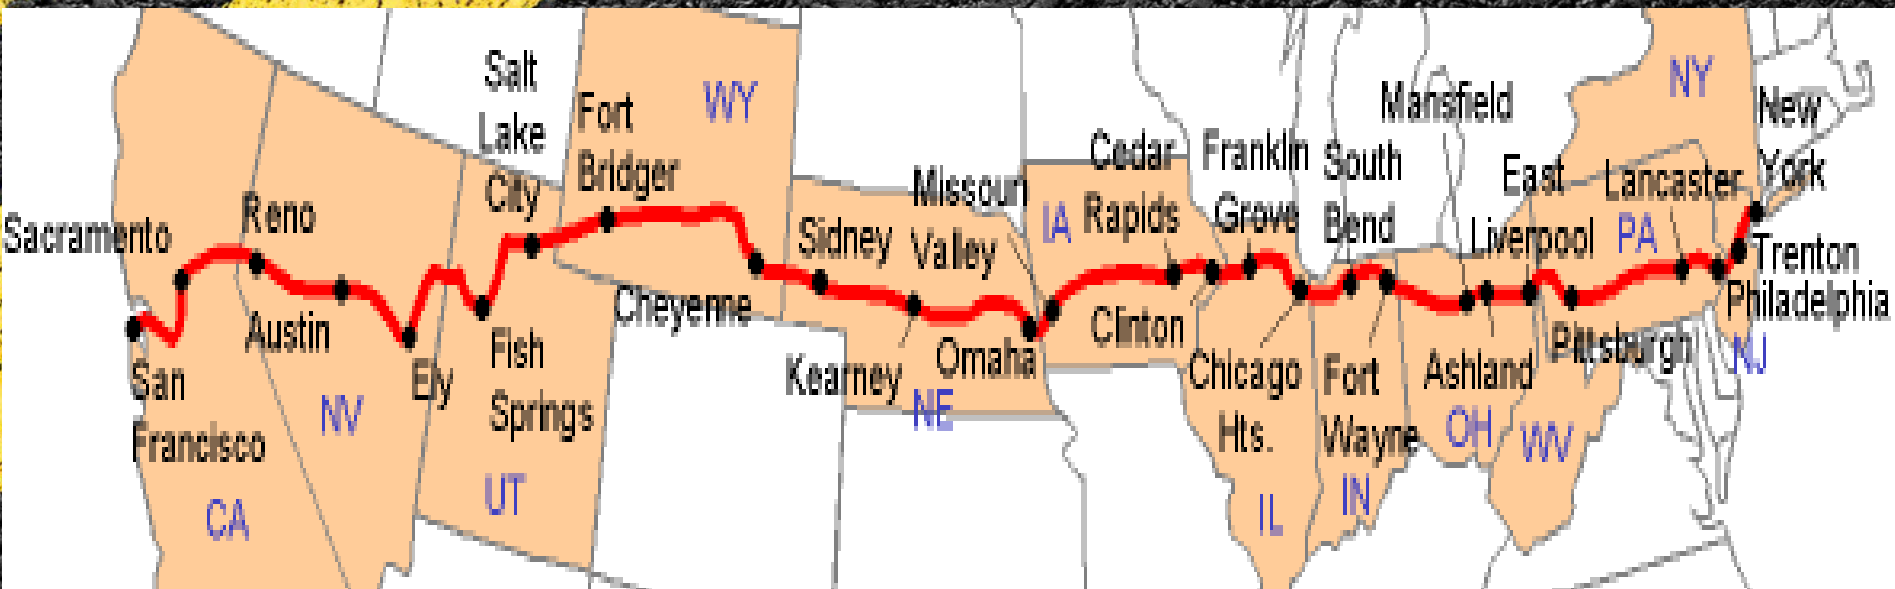 Sacramento
San
Francisco
CA
Reno
Austin
NV
Ely
Salt
Lake
City
Fish
Springs
UT
Fort
Bridger
WY
Cheyenne
Sidney
Kearney
NE
Missouri
Valley
Omaha
IA
Cedar
Rapids
Clinton
Franklin
Grove
Chicago
Hts.
IL
South
Bend
Fort
Wayne
IN
Mansfield
Ashland
OH
East
Liverpool
WV
Pittsburgh
Lancaster
PA
NY
New
York
Trenton
Philadelphia
NJ